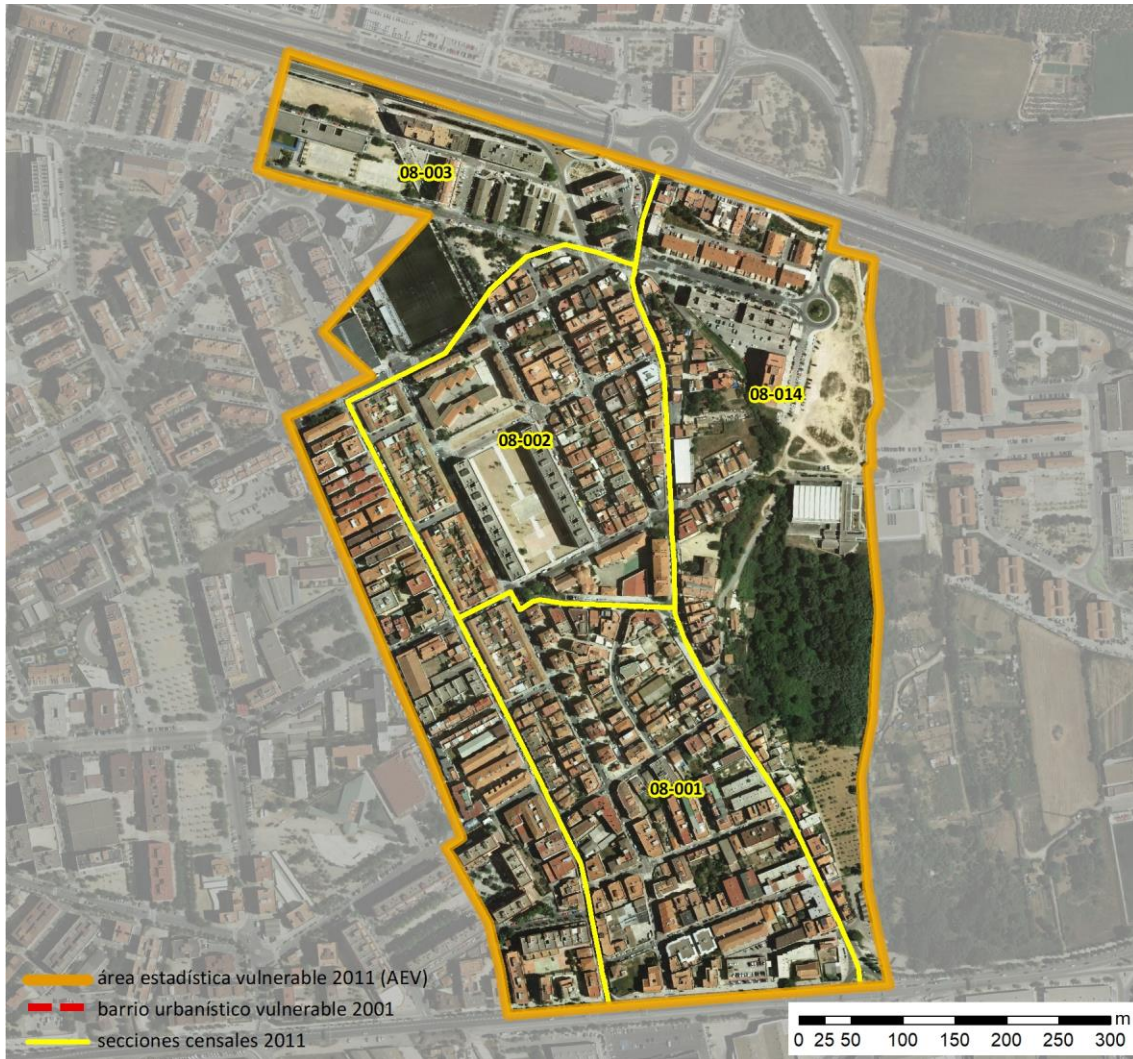 08-003
08-014
08-002
08-001
área estadística vulnerable 2011 (AEV)
barrio urbanístico vulnerable 2001
secciones censales 2011
m
0 25 50 100 150 200 250 300